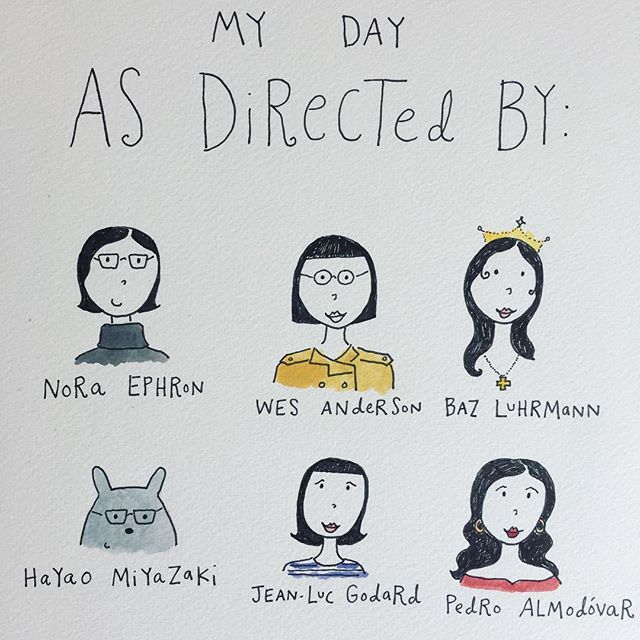 MY DAY
AS DiRecTed BY:
NoRa EPHRoN
WES ANdeRSoN
BAZ LuHRMANN
HaYao MiYaZaKi
JEAN-Luc GodaRd
PedRo ALModóVaR